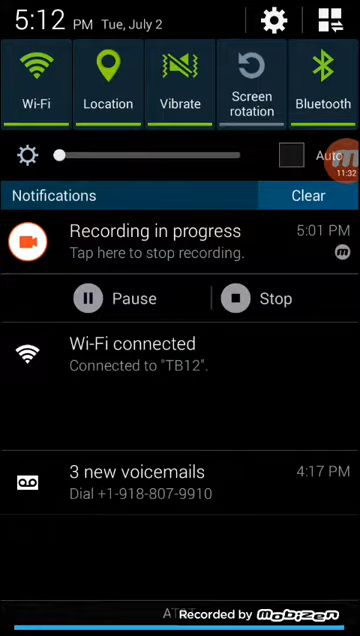 5:12 PM Tue, July 2
Wi-Fi Location Vibrate Screen rotation Bluetooth
Auto
11:32
Notifications Clear
Recording in progress 5:01 PM
Tap here to stop recording.
Pause Stop
Wi-Fi connected
Connected to "TB12".
3 new voicemails 4:17 PM
Dial +1-918-807-9910
AT&T
Recorded by mobizen